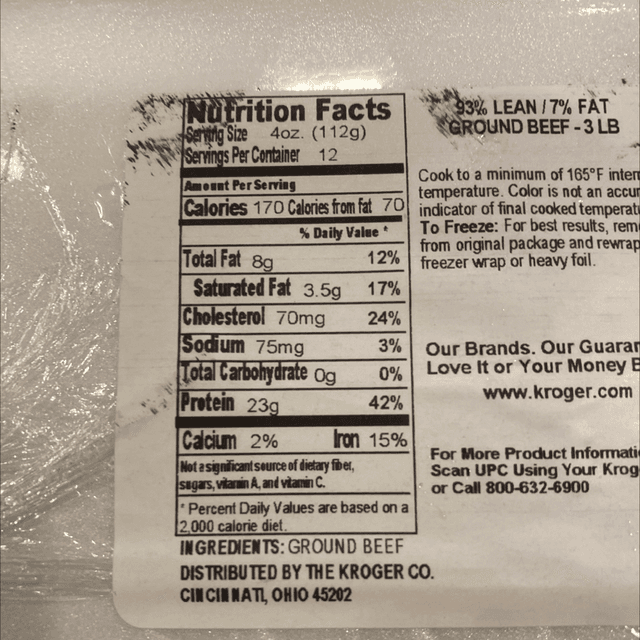 Nutrition Facts
Serving Size 4oz. (112g)
Servings Per Container 12
Amount Per Serving
Calories 170 Calories from fat 70
% Daily Value *
Total Fat 8g 12%
Saturated Fat 3.5g 17%
Cholesterol 70mg 24%
Sodium 75mg 3%
Total Carbohydrate 0g 0%
Protein 23g 42%
Calcium 2% Iron 15%
Not a significant source of dietary fiber,
sugars, vitamin A, and vitamin C.
* Percent Daily Values are based on a
2,000 calorie diet.
INGREDIENTS: GROUND BEEF
DISTRIBUTED BY THE KROGER CO.
CINCINNATI, OHIO 45202
93% LEAN / 7% FAT
GROUND BEEF - 3 LB
Cook to a minimum of 165°F intern
temperature. Color is not an accur
indicator of final cooked temperatu
To Freeze: For best results, rem
from original package and rewrap
freezer wrap or heavy foil.
Our Brands. Our Guaran
Love It or Your Money B
www.kroger.com
For More Product Informati
Scan UPC Using Your Krog
or Call 800-632-6900